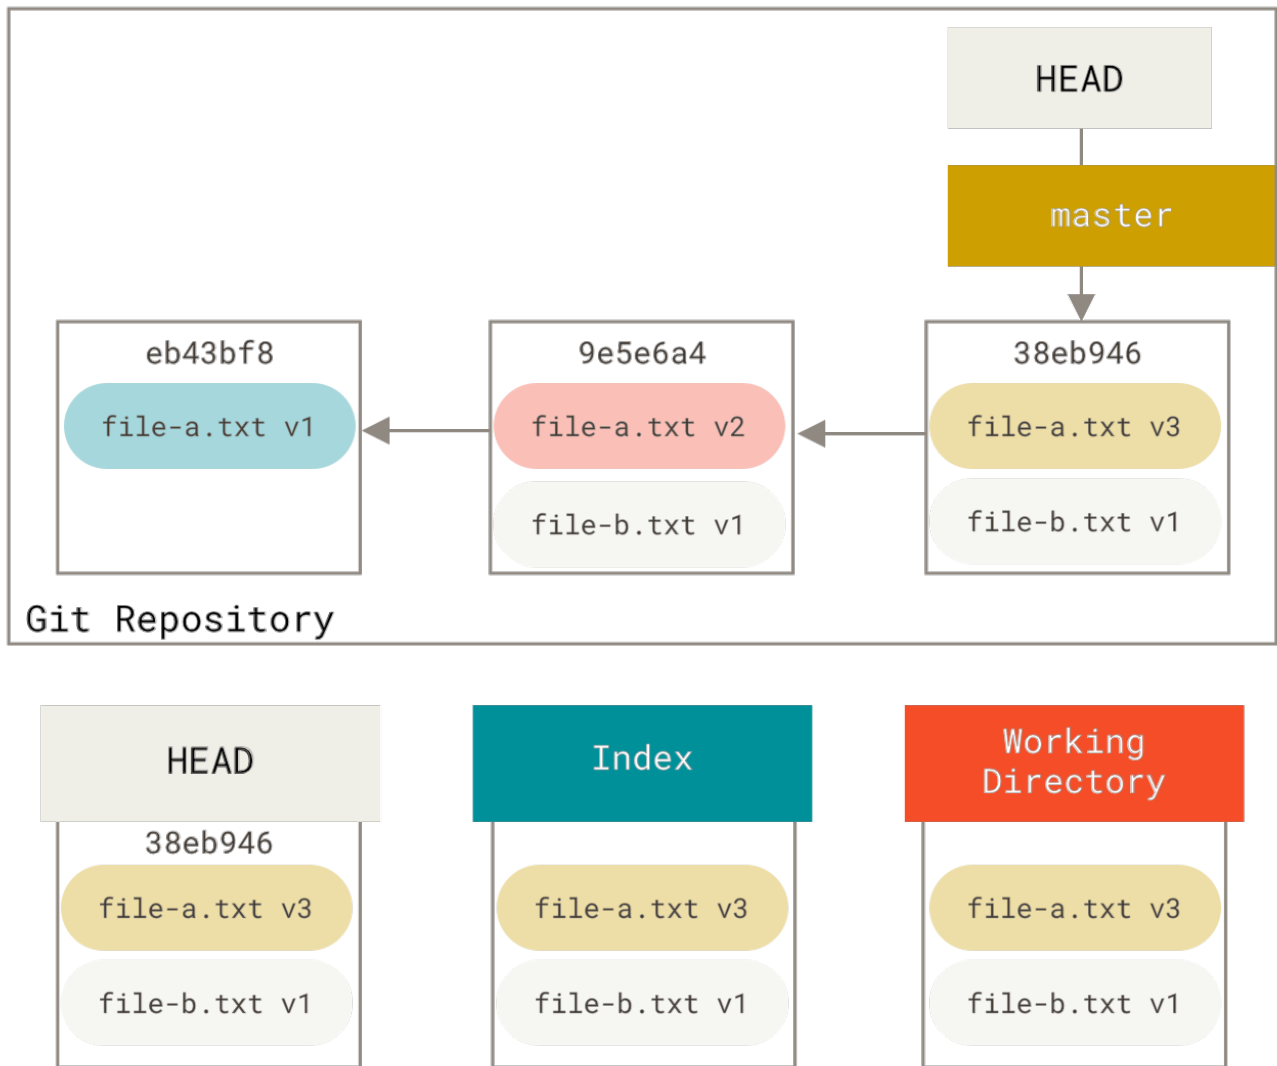 HEAD
master
eb43bf8
9e5e6a4
38eb946
file-a.txt v1
file-a.txt v2
file-a.txt v3
file-b.txt v1
file-b.txt v1
Git Repository
HEAD
Index
Working
Directory
38eb946
file-a.txt v3
file-a.txt v3
file-a.txt v3
file-b.txt v1
file-b.txt v1
file-b.txt v1